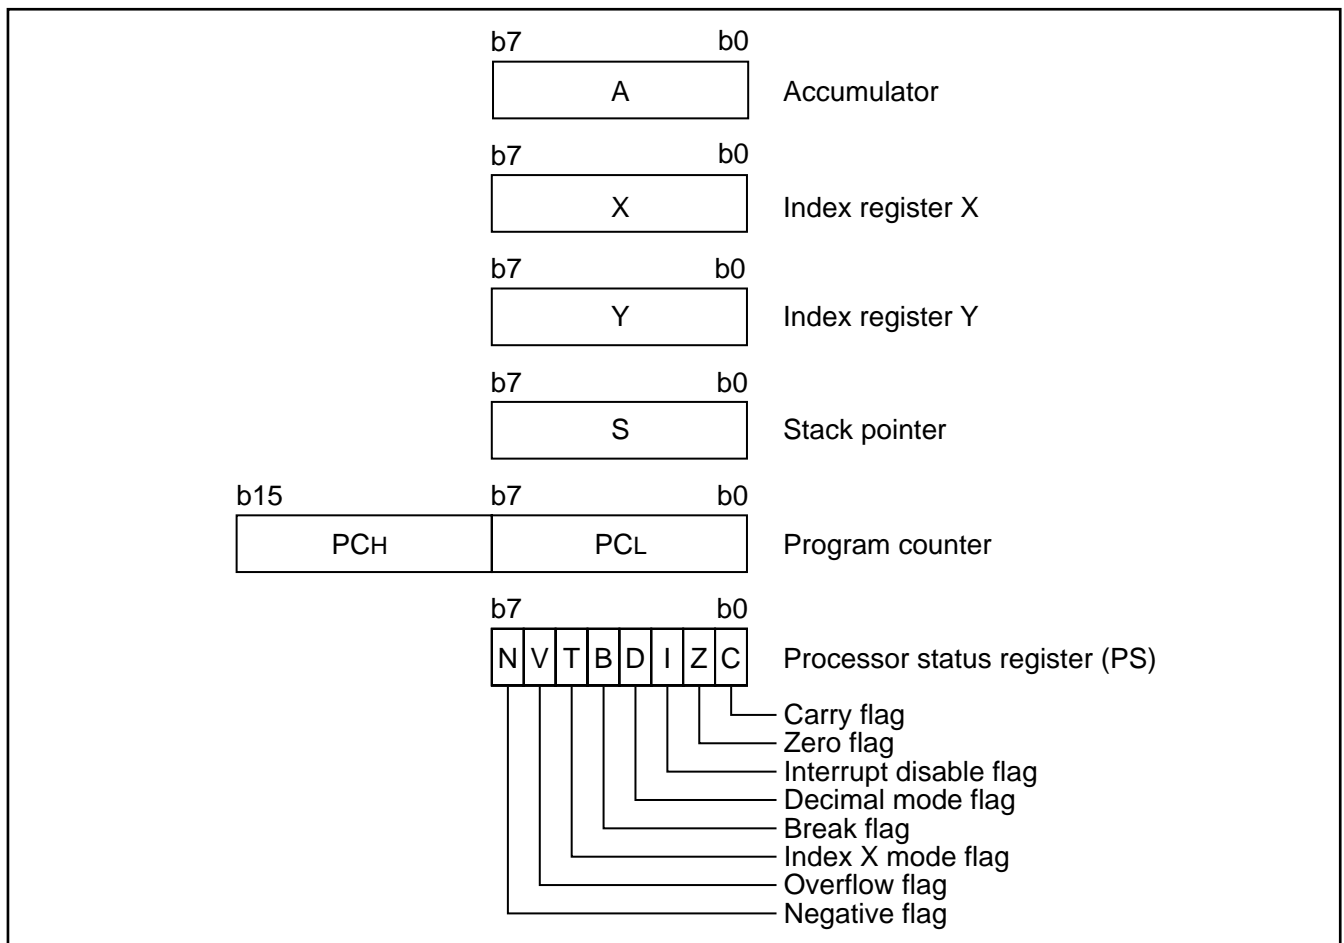 b7 b0
A Accumulator
b7 b0
X Index register X
b7 b0
Y Index register Y
b7 b0
S Stack pointer
b15 b7 b0
PCH PCL Program counter
b7 b0
N V T B D I Z C Processor status register (PS)
Carry flag
Zero flag
Interrupt disable flag
Decimal mode flag
Break flag
Index X mode flag
Overflow flag
Negative flag